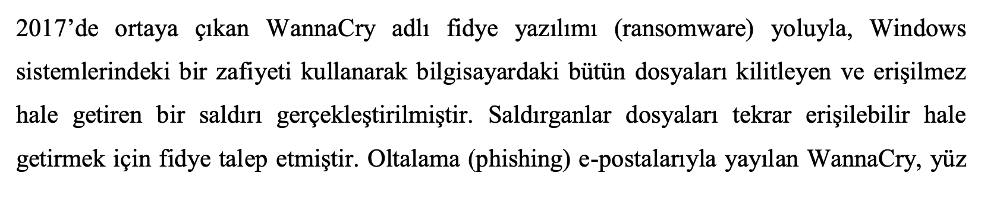 2017’de ortaya çıkan WannaCry adlı fidye yazılımı (ransomware) yoluyla, Windows
sistemlerindeki bir zafiyeti kullanarak bilgisayardaki bütün dosyaları kilitleyen ve erişilmez
hale getiren bir saldırı gerçekleştirilmiştir. Saldırganlar dosyaları tekrar erişilebilir hale
getirmek için fidye talep etmiştir. Oltalama (phishing) e-postalarıyla yayılan WannaCry, yüz